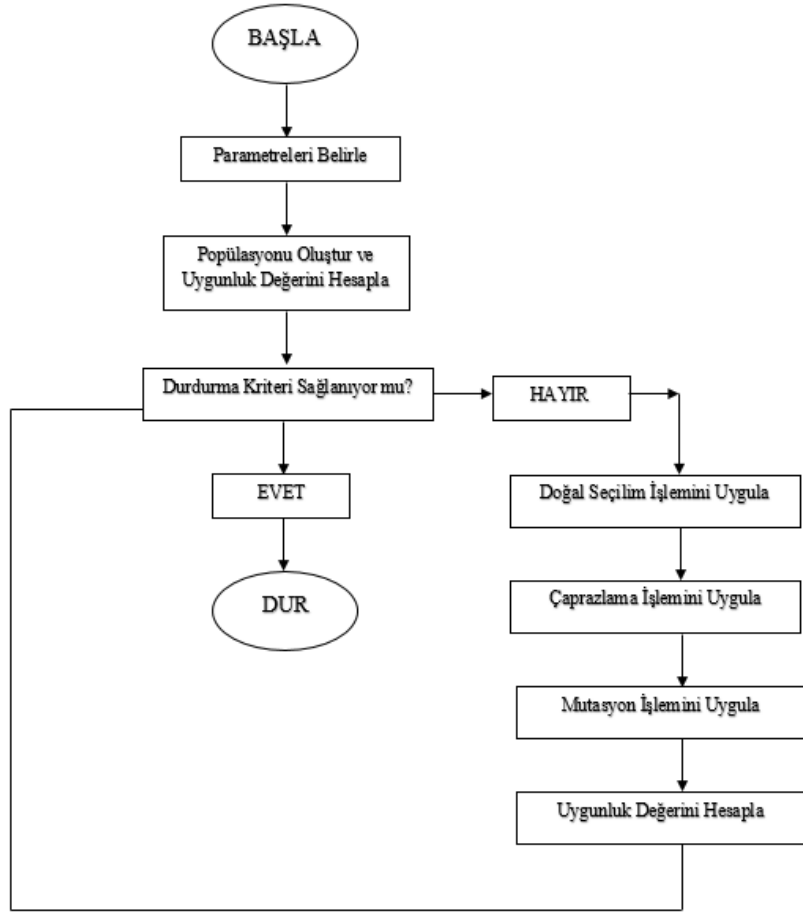 BAŞLA
Parametreleri Belirle
Popülasyonu Oluştur ve
Uygunluk Değerini Hesapla
Durdurma Kriteri Sağlanıyor mu?
HAYIR
EVET
Doğal Seçilim İşlemini Uygula
DUR
Çaprazlama İşlemini Uygula
Mutasyon İşlemini Uygula
Uygunluk Değerini Hesapla